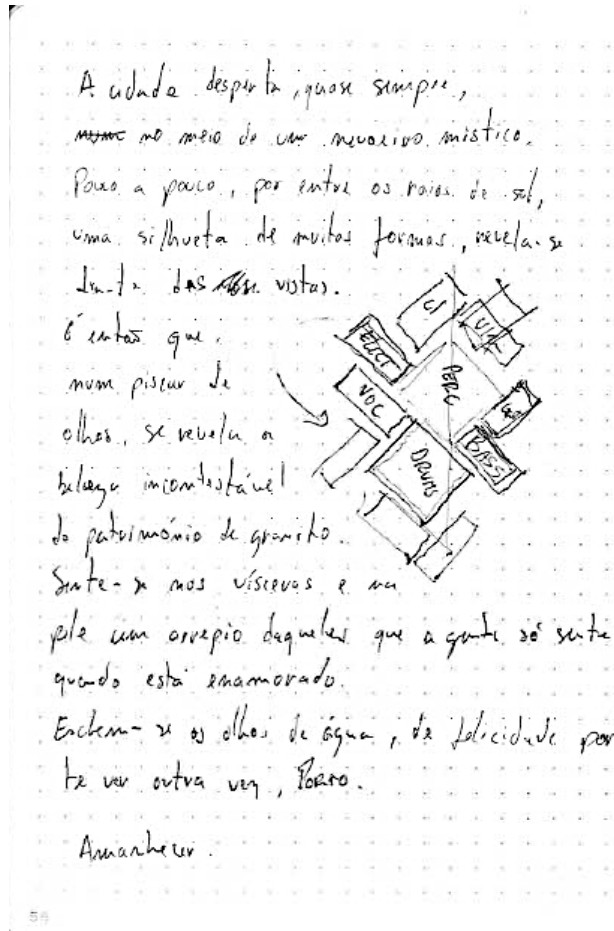 A cidade desperta, quase sempre,
no meio de um nevoeiro místico.
Pouco a pouco, por entre os raios de sol,
uma silhueta de muitas formas, revela-se
diante das vistas.
É então que,
num piscar de
olhos, se revela a
beleza incontestável
do património de granito.
Sente-se nas vísceras e na
pele um arrepio daqueles que a gente só sente
quando está enamorado.
Enchem-se os olhos de água, de felicidade por
te ver outra vez, PORTO.
Amanhecer.
ELECT
VOC
PERC
BASS
DRUMS
56